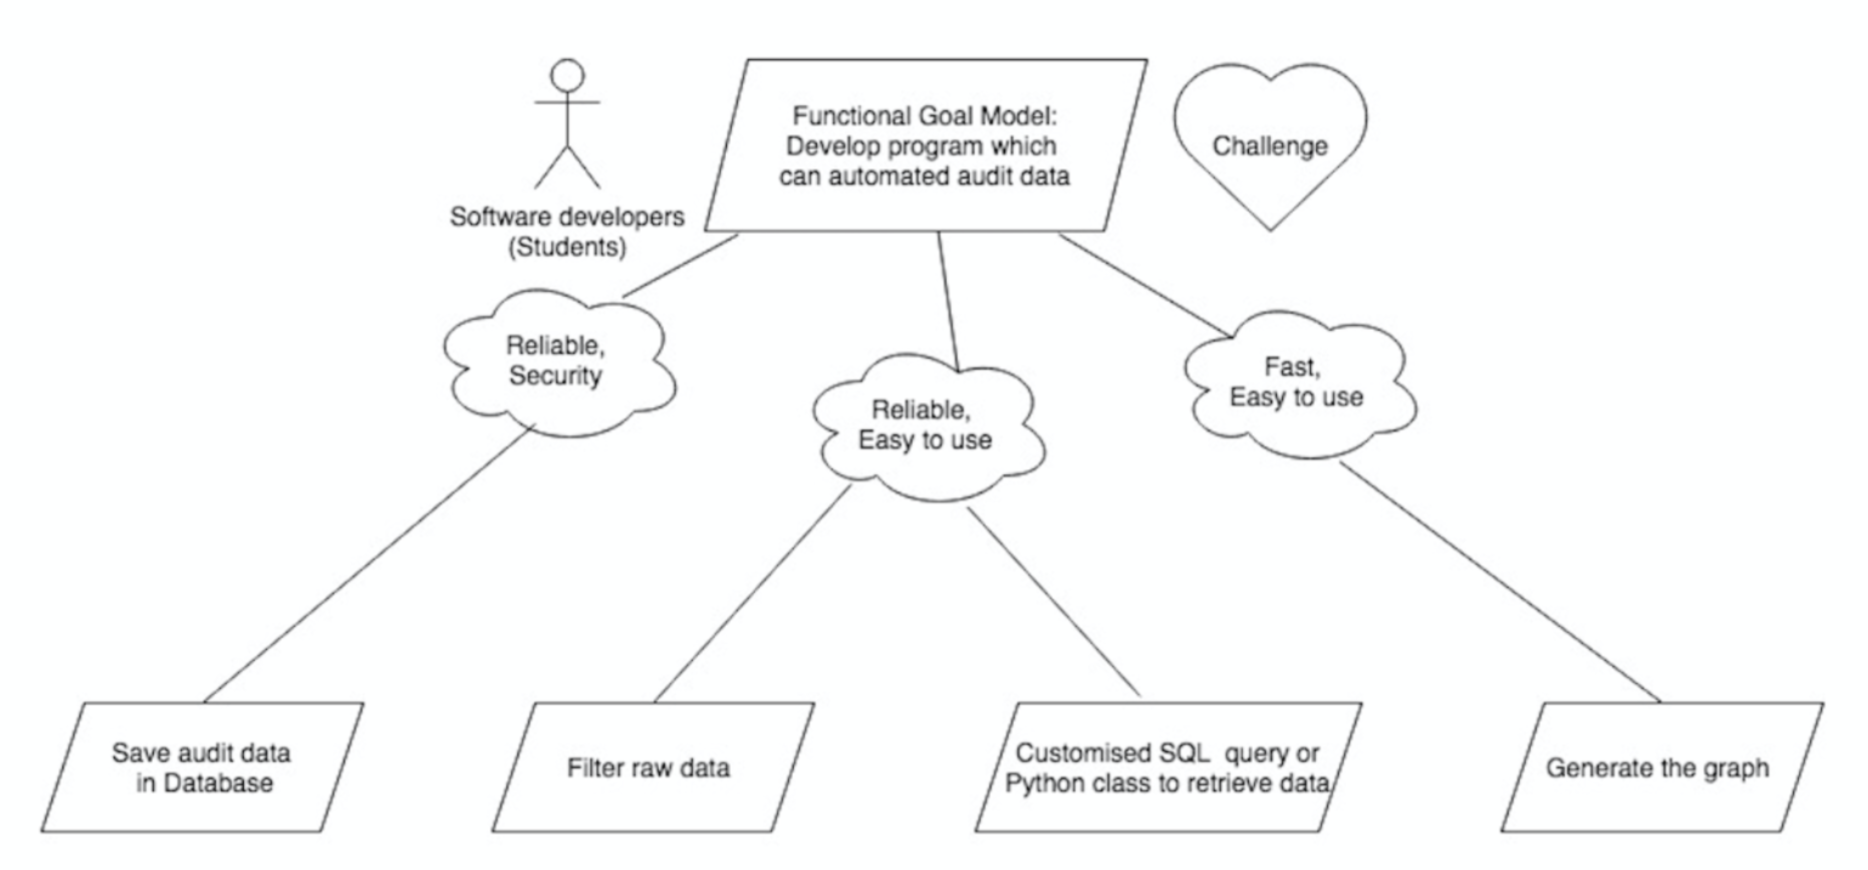 Functional Goal Model:
Develop program which
can automated audit data
Challenge
Software developers
(Students)
Reliable,
Security
Reliable,
Easy to use
Fast,
Easy to use
Save audit data
in Database
Filter raw data
Customised SQL query or
Python class to retrieve data
Generate the graph